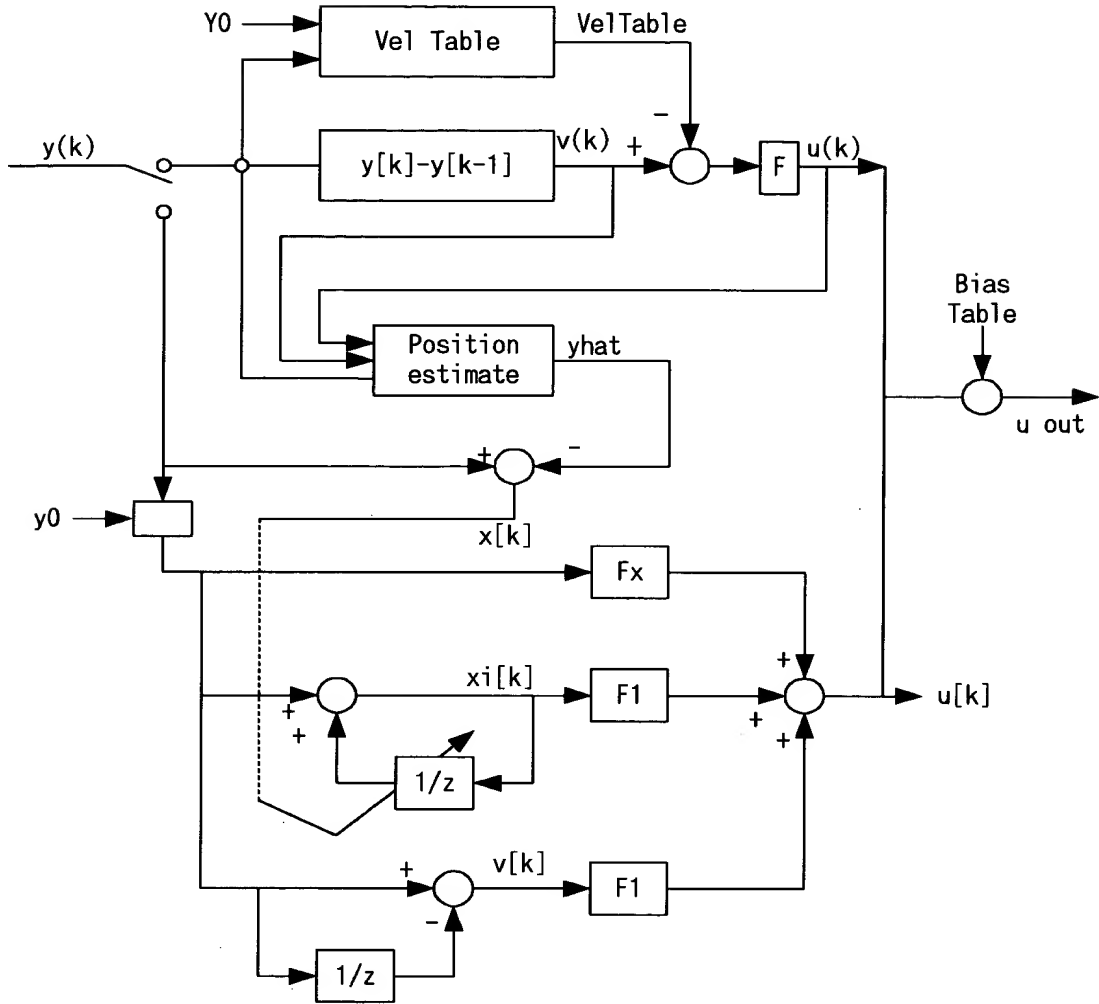 Y0
Vel Table
VelTable
-
y(k)
y[k]-y[k-1]
v(k)
+
F
u(k)
Bias
Table
Position
estimate
yhat
u out
+
-
y0
x[k]
Fx
+
xi[k]
F1
+
+
+
+
u[k]
1/z
+
v[k]
F1
-
1/z